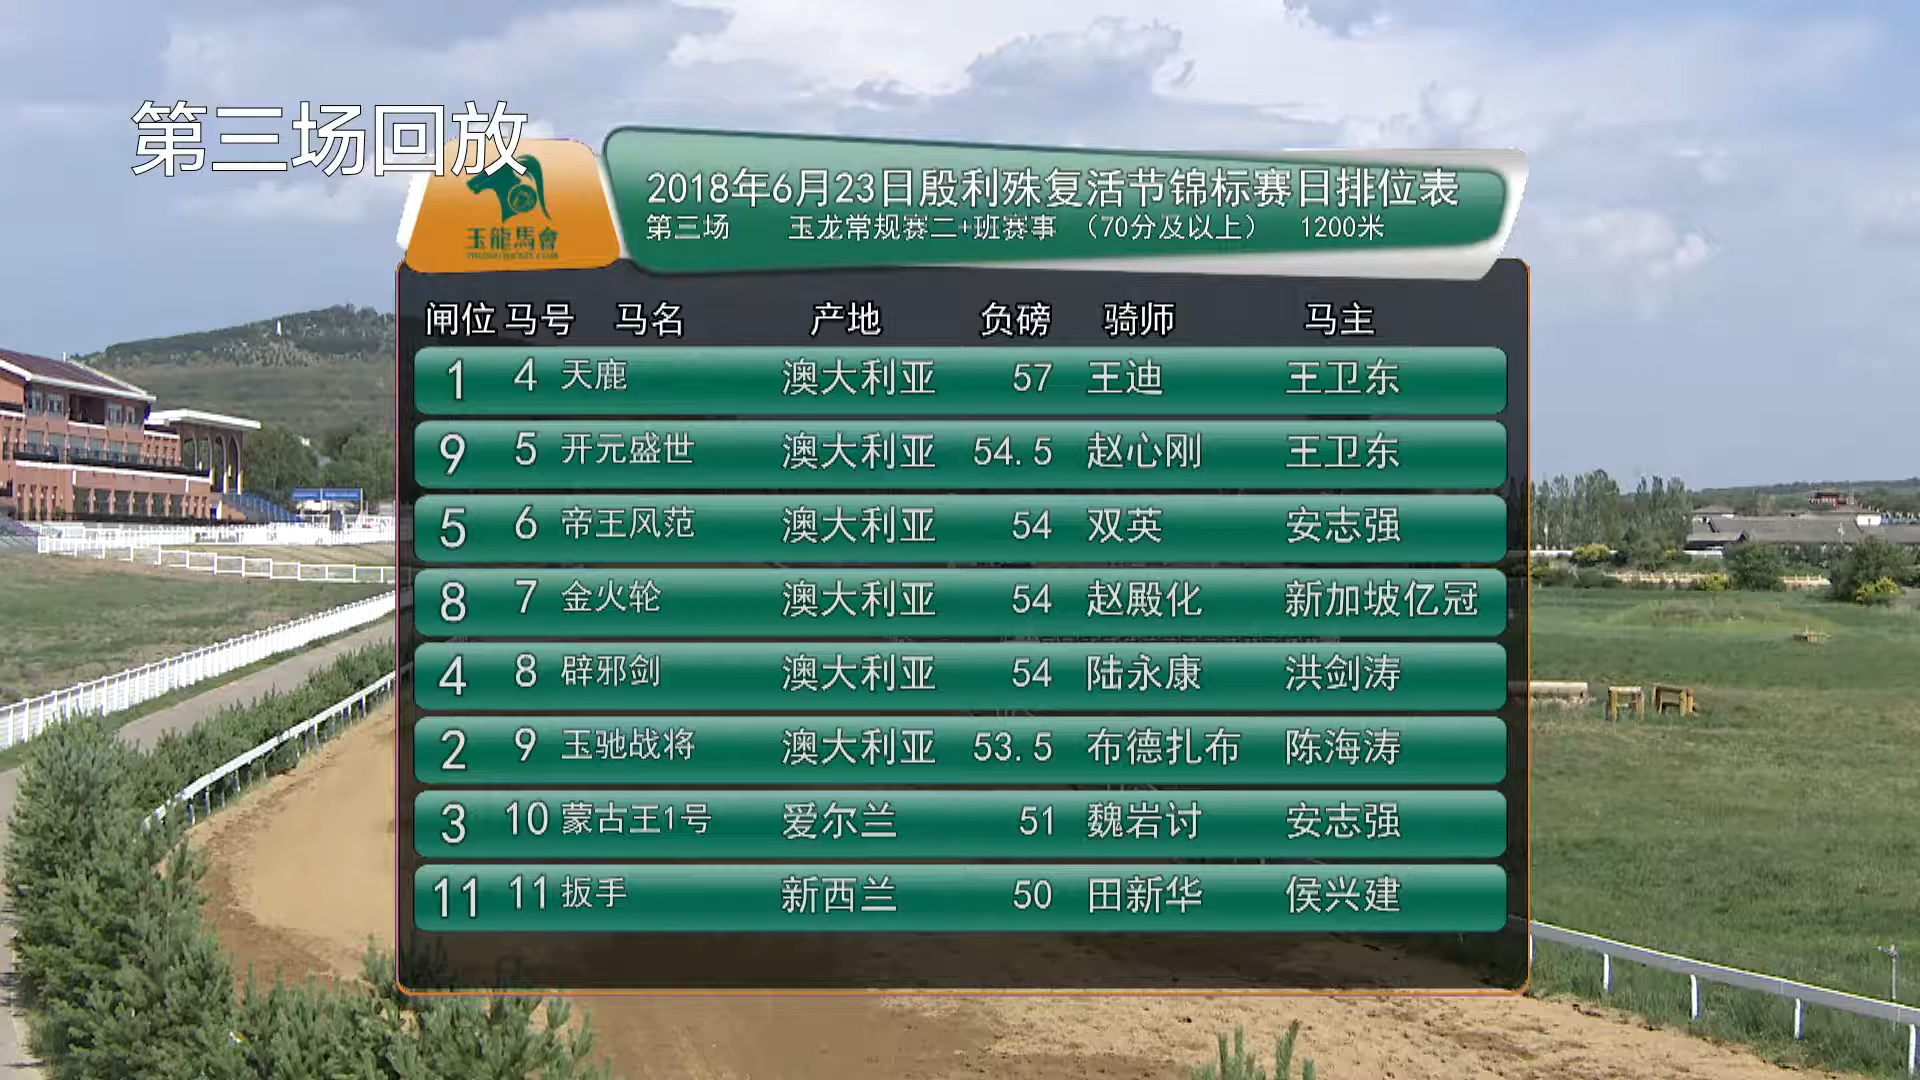 第三场回放
玉龍馬會
2018年6月23日殷利殊复活节锦标赛日排位表
第三场 玉龙常规赛二+班赛事 （70分及以上） 1200米
闸位 马号 马名 产地 负磅 骑师 马主
1 4 天鹿 澳大利亚 57 王迪 王卫东
9 5 开元盛世 澳大利亚 54.5 赵心刚 王卫东
5 6 帝王风范 澳大利亚 54 双英 安志强
8 7 金火轮 澳大利亚 54 赵殿化 新加坡亿冠
4 8 辟邪剑 澳大利亚 54 陆永康 洪剑涛
2 9 玉驰战将 澳大利亚 53.5 布德扎布 陈海涛
3 10 蒙古王1号 爱尔兰 51 魏岩讨 安志强
11 11 扳手 新西兰 50 田新华 侯兴建